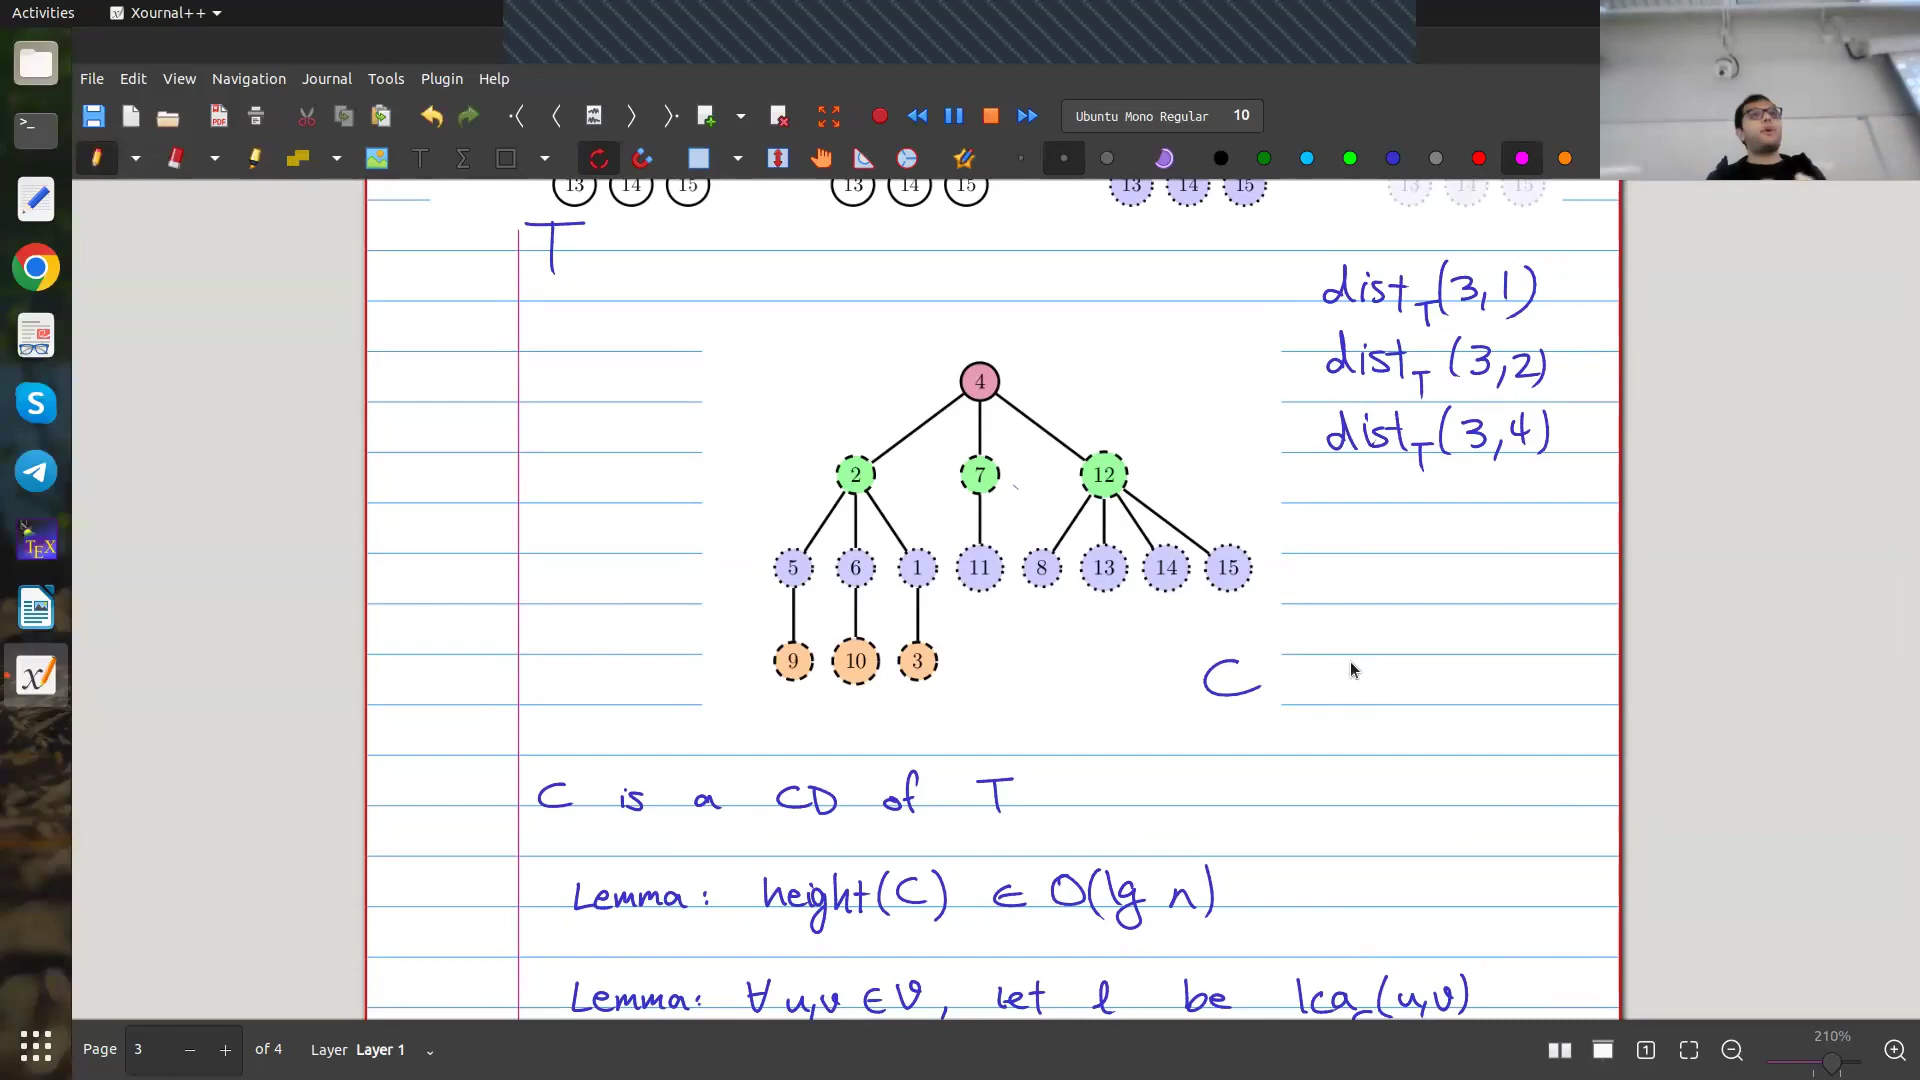 Activities Xournal++
File Edit View Navigation Journal Tools Plugin Help
Ubuntu Mono Regular 10
13 14 15 13 14 15 13 14 15 13 14 15
T
dist_T(3,1)
dist_T(3,2)
dist_T(3,4)
4
2 7 12
5 6 1 11 8 13 14 15
9 10 3
C
C is a CD of T
Lemma: height(C) ∈ O(lg n)
Lemma: ∀ u,v ∈ V, let l be lca_C(u,v)
Page 3 of 4 Layer Layer 1
210%